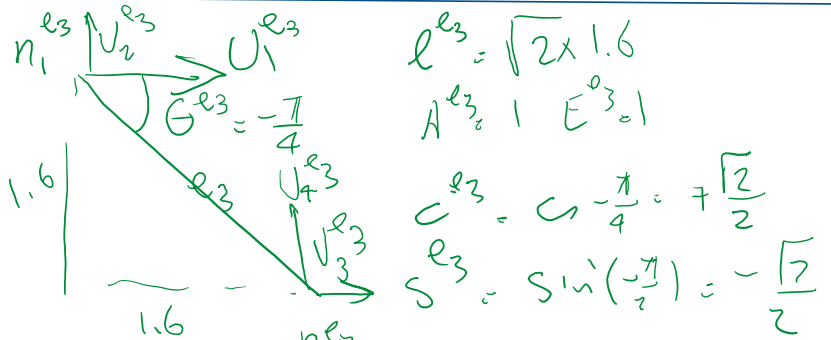 n₁^e3 U₂^e3 U₁^e3
l^e3 = √2 × 1.6
θ^e3 = -π/4
A^e3 = 1 E^e3 = 1
1.6
e3
U₄^e3
c^e3 = cos -π/4 = +√2/2
U₃^e3
s^e3 = sin(-π/2) = -√2/2
1.6